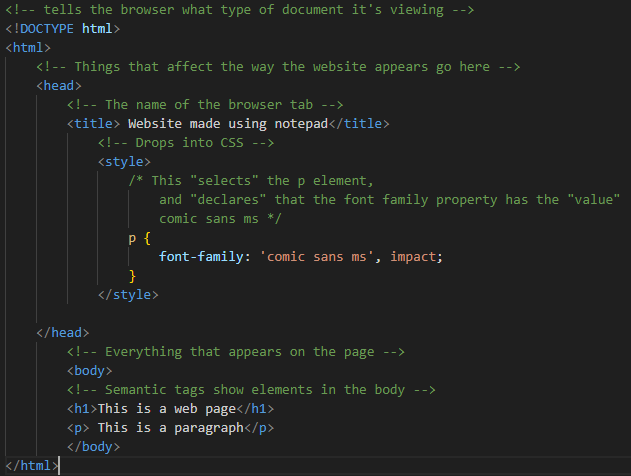 <!-- tells the browser what type of document it's viewing -->
<!DOCTYPE html>
<html>
<!-- Things that affect the way the website appears go here -->
<head>
<!-- The name of the browser tab -->
<title> Website made using notepad</title>
<!-- Drops into CSS -->
<style>
/* This "selects" the p element,
and "declares" that the font family property has the "value"
comic sans ms */
p {
font-family: 'comic sans ms', impact;
}
</style>
</head>
<!-- Everything that appears on the page -->
<body>
<!-- Semantic tags show elements in the body -->
<h1>This is a web page</h1>
<p> This is a paragraph</p>
</body>
</html>